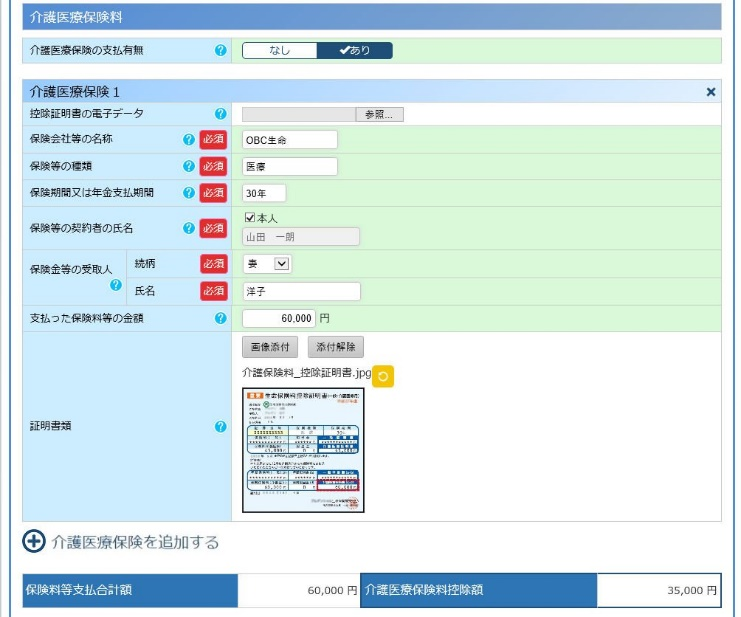 介護医療保険料
介護医療保険の支払有無 ? なし ✔あり
介護医療保険 1 ×
控除証明書の電子データ ? 参照...
保険会社等の名称 ? 必須 OBC生命
保険等の種類 ? 必須 医療
保険期間又は年金支払期間 ? 必須 30年
保険等の契約者の氏名 ? 必須 ☑本人
山田 一朗
保険金等の受取人 ? 続柄 必須 妻
氏名 必須 洋子
支払った保険料等の金額 ? 60,000 円
証明書類 ? 画像添付 添付解除
介護保険料_控除証明書.jpg
生命保険料控除証明書
介護医療保険を追加する
保険料等支払合計額 60,000 円 介護医療保険料控除額 35,000 円